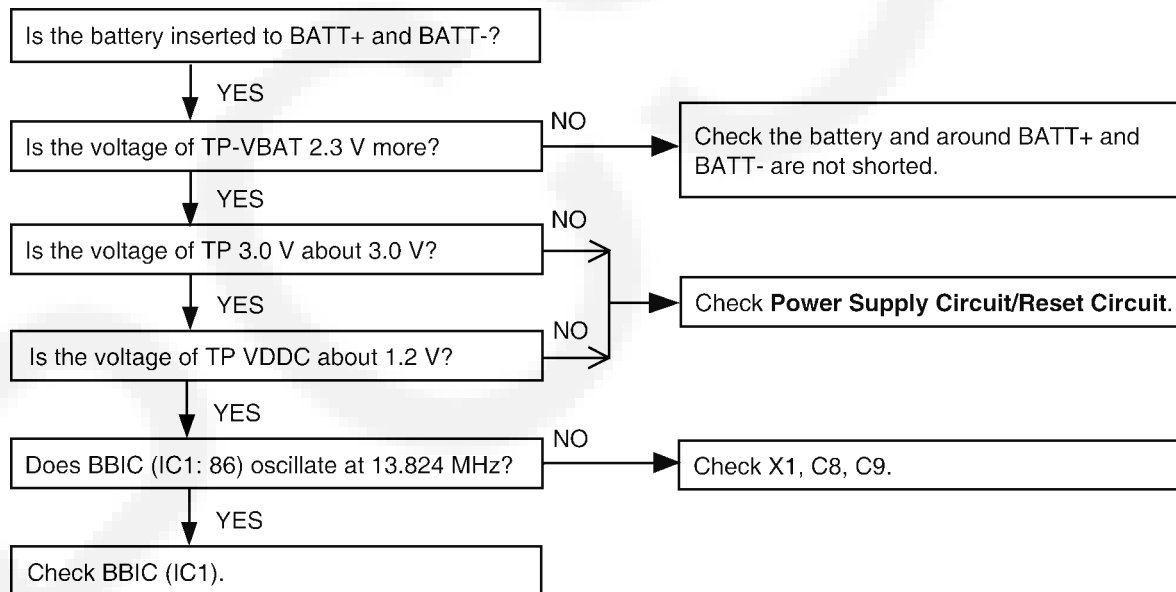 Is the battery inserted to BATT+ and BATT-?
YES
Is the voltage of TP-VBAT 2.3 V more?
NO
Check the battery and around BATT+ and
BATT- are not shorted.
YES
Is the voltage of TP 3.0 V about 3.0 V?
NO
YES
Check Power Supply Circuit/Reset Circuit.
Is the voltage of TP VDDC about 1.2 V?
NO
YES
Does BBIC (IC1: 86) oscillate at 13.824 MHz?
NO
Check X1, C8, C9.
YES
Check BBIC (IC1).